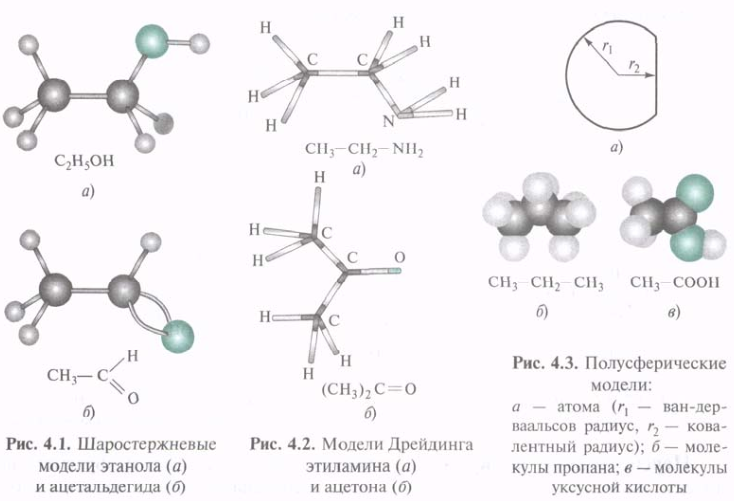 C₂H₅OH
а)
CH₃—C
H
O
б)
Рис. 4.1. Шаростержневые
модели этанола (а)
и ацетальдегида (б)
H
H
H
C
C
H
H
H
N
H
CH₃—CH₂—NH₂
а)
H
H
C
H
C
O
H
C
H
H
(CH₃)₂C=O
б)
Рис. 4.2. Модели Дрейдинга
этиламина (а)
и ацетона (б)
r₁
r₂
а)
CH₃—CH₂—CH₃
б)
CH₃—COOH
в)
Рис. 4.3. Полусферические
модели:
а — атома (r₁ — ван-дер-
ваальсов радиус, r₂ — кова-
лентный радиус); б — моле-
кулы пропана; в — молекулы
уксусной кислоты